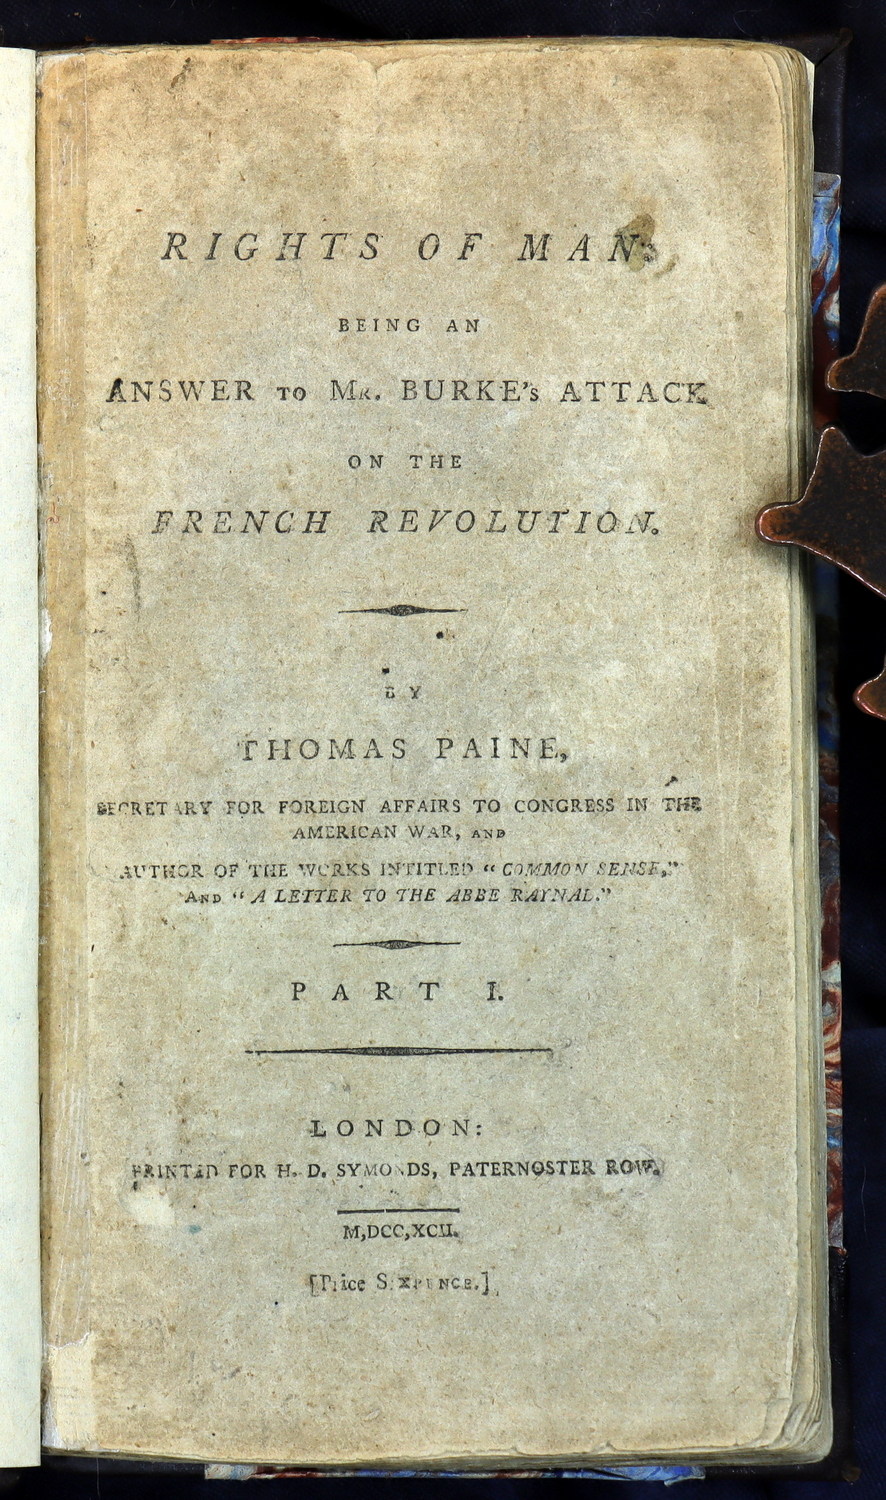 RIGHTS OF MAN:
BEING AN
ANSWER TO MR. BURKE's ATTACK
ON THE
FRENCH REVOLUTION.
BY
THOMAS PAINE,
SECRETARY FOR FOREIGN AFFAIRS TO CONGRESS IN THE
AMERICAN WAR, AND
AUTHOR OF THE WORKS INTITLED “COMMON SENSE,”
AND “A LETTER TO THE ABBE RAYNAL.”
PART I.
LONDON:
PRINTED FOR H. D. SYMONDS, PATERNOSTER ROW.
M,DCC,XCII.
[Price SIXPENCE.]